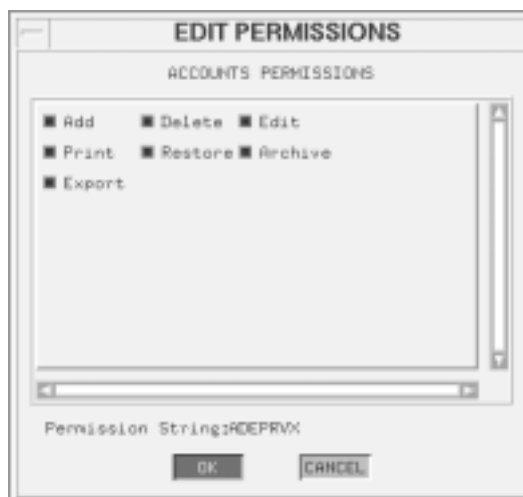 EDIT PERMISSIONS
ACCOUNTS PERMISSIONS
Add Delete Edit
Print Restore Archive
Export
Permission String:ADEPRVX
OK CANCEL